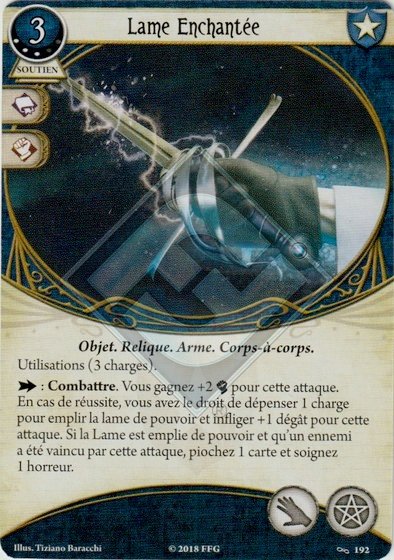 Lame Enchantée
3
SOUTIEN
Objet. Relique. Arme. Corps-à-corps.
Utilisations (3 charges).
: Combattre. Vous gagnez +2 pour cette attaque.
En cas de réussite, vous avez le droit de dépenser 1 charge
pour emplir la lame de pouvoir et infliger +1 dégât pour cette
attaque. Si la Lame est emplie de pouvoir et qu'un ennemi
a été vaincu par cette attaque, piochez 1 carte et soignez
1 horreur.
Illus. Tiziano Baracchi
© 2018 FFG
192